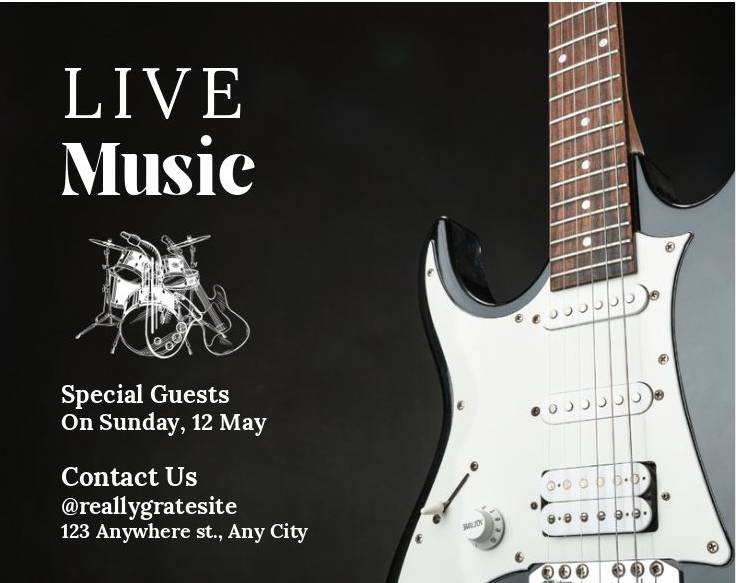 LIVE
Music
Special Guests
On Sunday, 12 May
Contact Us
@reallygratesite
123 Anywhere st., Any City